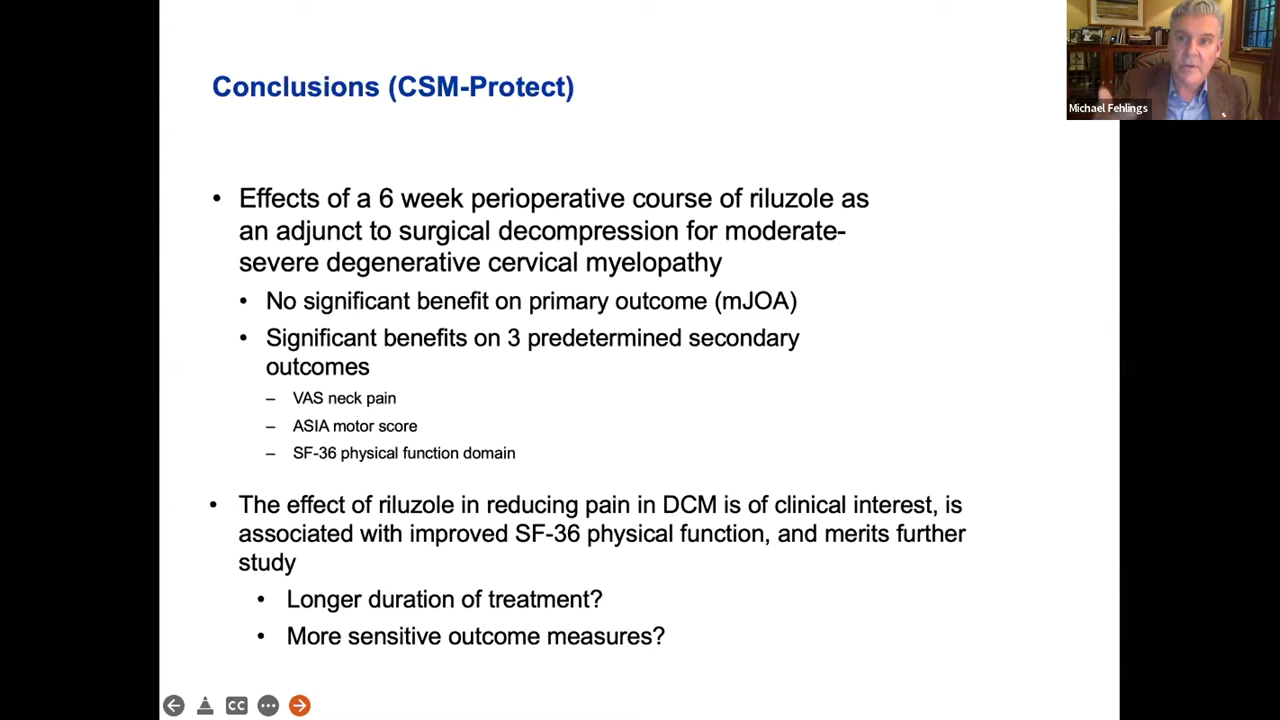 Conclusions (CSM-Protect)
Michael Fehlings
• Effects of a 6 week perioperative course of riluzole as
an adjunct to surgical decompression for moderate-
severe degenerative cervical myelopathy
• No significant benefit on primary outcome (mJOA)
• Significant benefits on 3 predetermined secondary
outcomes
– VAS neck pain
– ASIA motor score
– SF-36 physical function domain
• The effect of riluzole in reducing pain in DCM is of clinical interest, is
associated with improved SF-36 physical function, and merits further
study
• Longer duration of treatment?
• More sensitive outcome measures?
CC